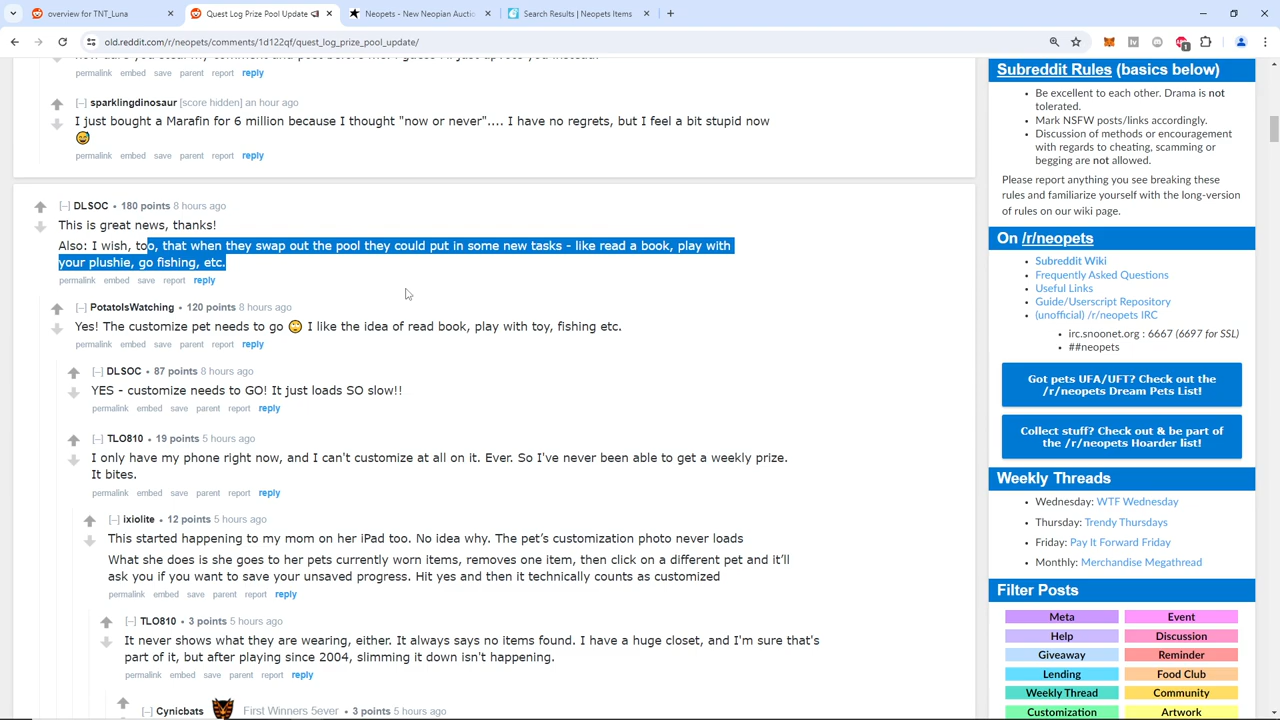 overview for TNT_Luna
Quest Log Prize Pool Update
Neopets - New Neopian Auctio
Search Results | Neopets Items
old.reddit.com/r/neopets/comments/1d122qf/quest_log_prize_pool_update/
permalink embed save parent report reply
[–] sparklingdinosaur [score hidden] an hour ago
I just bought a Marafin for 6 million because I thought "now or never".... I have no regrets, but I feel a bit stupid now
😅
permalink embed save parent report reply
[–] DLSOC • 180 points 8 hours ago
This is great news, thanks!
Also: I wish, too, that when they swap out the pool they could put in some new tasks - like read a book, play with
your plushie, go fishing, etc.
permalink embed save report reply
[–] PotatoIsWatching • 120 points 8 hours ago
Yes! The customize pet needs to go 🙄 I like the idea of read book, play with toy, fishing etc.
permalink embed save parent report reply
[–] DLSOC • 87 points 8 hours ago
YES - customize needs to GO! It just loads SO slow!!
permalink embed save parent report reply
[–] TLO810 • 19 points 5 hours ago
I only have my phone right now, and I can't customize at all on it. Ever. So I've never been able to get a weekly prize.
It bites.
permalink embed save parent report reply
[–] ixiolite • 12 points 5 hours ago
This started happening to my mom on her iPad too. No idea why. The pet's customization photo never loads
What she does is she goes to her pets currently worn items, removes one item, then click on a different pet and it'll
ask you if you want to save your unsaved progress. Hit yes and then it technically counts as customized
permalink embed save parent report reply
[–] TLO810 • 3 points 5 hours ago
It never shows what they are wearing, either. It always says no items found. I have a huge closet, and I'm sure that's
part of it, but after playing since 2004, slimming it down isn't happening.
permalink embed save parent report reply
[–] Cynicbats First Winners 5ever • 3 points 5 hours ago
Subreddit Rules (basics below)
Be excellent to each other. Drama is not
tolerated.
Mark NSFW posts/links accordingly.
Discussion of methods or encouragement
with regards to cheating, scamming or
begging are not allowed.
Please report anything you see breaking these
rules and familiarize yourself with the long-version
of rules on our wiki page.
On /r/neopets
Subreddit Wiki
Frequently Asked Questions
Useful Links
Guide/Userscript Repository
(unofficial) /r/neopets IRC
irc.snoonet.org : 6667 (6697 for SSL)
##neopets
Got pets UFA/UFT? Check out the
/r/neopets Dream Pets List!
Collect stuff? Check out & be part of
the /r/neopets Hoarder list!
Weekly Threads
Wednesday: WTF Wednesday
Thursday: Trendy Thursdays
Friday: Pay It Forward Friday
Monthly: Merchandise Megathread
Filter Posts
Meta Event
Help Discussion
Giveaway Reminder
Lending Food Club
Weekly Thread Community
Customization Artwork